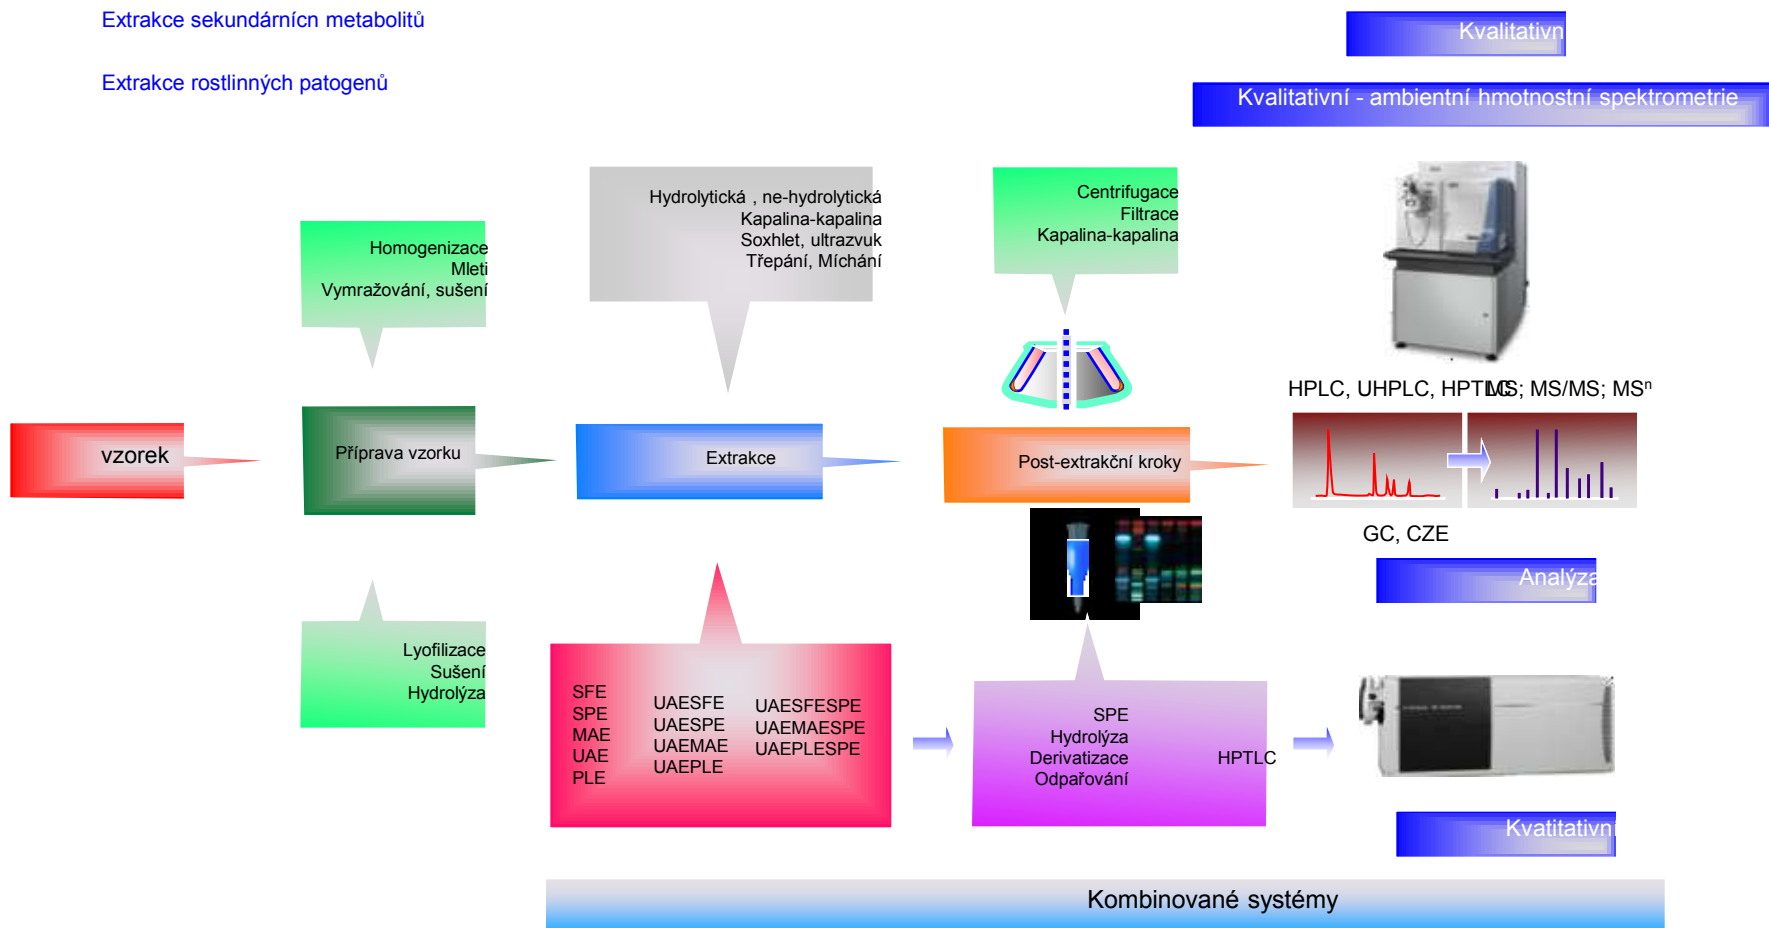 Extrakce sekundárních metabolitů
Extrakce rostlinných patogenů
Kvalitativn
Kvalitativní - ambientní hmotnostní spektrometrie
Hydrolytická , ne-hydrolytická
Kapalina-kapalina
Soxhlet, ultrazvuk
Třepání, Míchání
Centrifugace
Filtrace
Kapalina-kapalina
Homogenizace
Mleti
Vymražování, sušení
HPLC, UHPLC, HPTLC
MS; MS/MS; MSⁿ
vzorek
Příprava vzorku
Extrakce
Post-extrakční kroky
GC, CZE
Analýza
Lyofilizace
Sušení
Hydrolýza
SFE
SPE
MAE
UAE
PLE
UAESFE
UAESPE
UAEMAE
UAEPLE
UAESFESPE
UAEMAESPE
UAEPLESPE
SPE
Hydrolýza
Derivatizace
Odpařování
HPTLC
Kvatitativní
Kombinované systémy